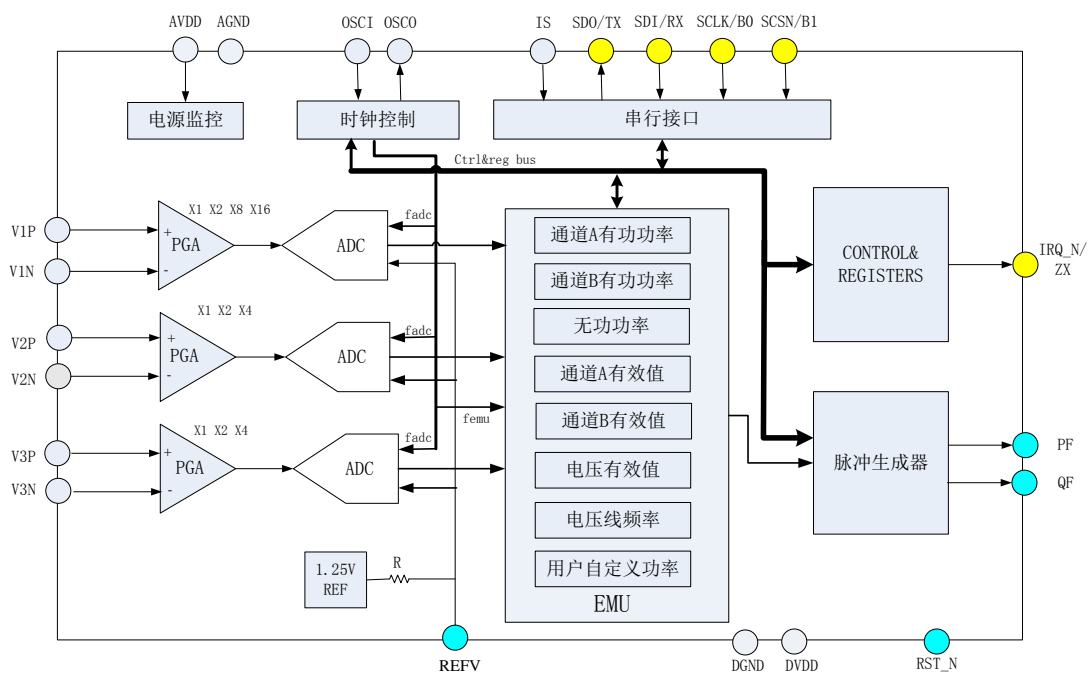 AVDD AGND OSCI OSCO IS SDO/TX SDI/RX SCLK/B0 SCSN/B1
电源监控
时钟控制
串行接口
Ctrl&reg bus
X1 X2 X8 X16
V1P
+
PGA
-
V1N
fadc
ADC
X1 X2 X4
V2P
+
PGA
-
V2N
fadc
ADC
femu
X1 X2 X4
V3P
+
PGA
-
V3N
fadc
ADC
1.25V
REF
R
REFV
通道A有功功率
通道B有功功率
无功功率
通道A有效值
通道B有效值
电压有效值
电压线频率
用户自定义功率
EMU
CONTROL&
REGISTERS
IRQ_N/
ZX
脉冲生成器
PF
QF
DGND DVDD RST_N